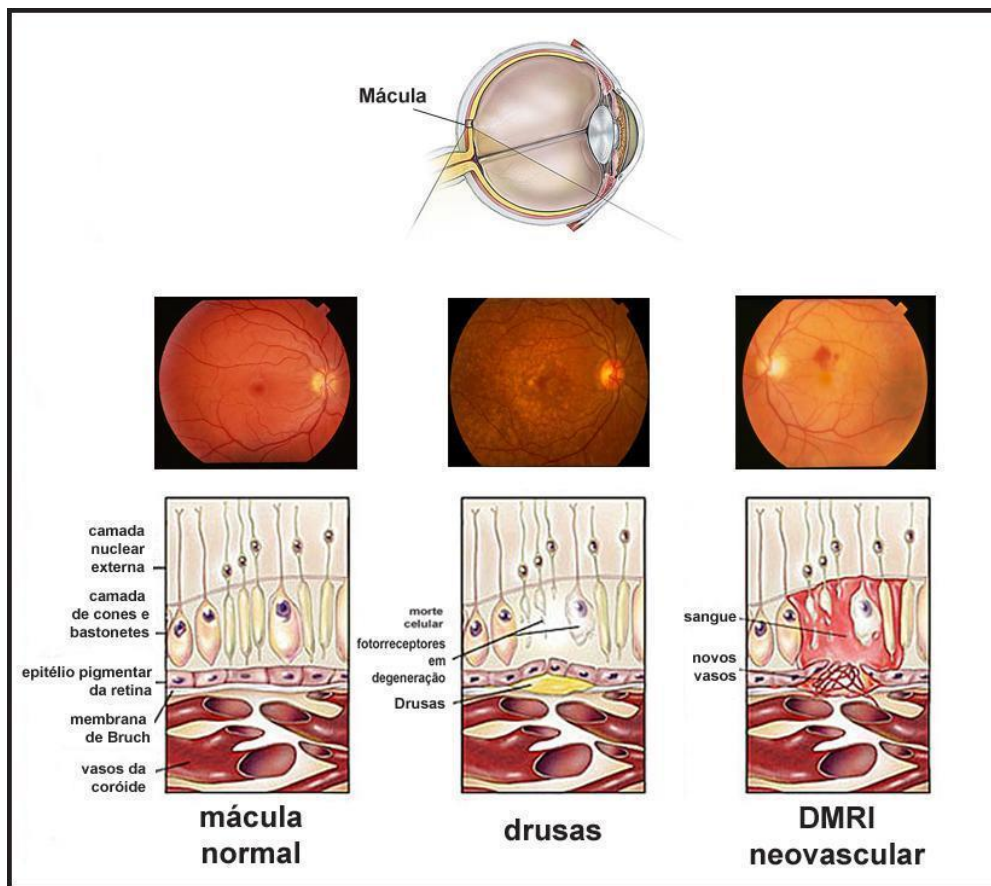 Mácula
camada
nuclear
externa
camada
de cones e
bastonetes
epitélio pigmentar
da retina
membrana
de Bruch
vasos da
coróide
morte
celular
fotorreceptores
em
degeneração
Drusas
sangue
novos
vasos
mácula
normal
drusas
DMRI
neovascular